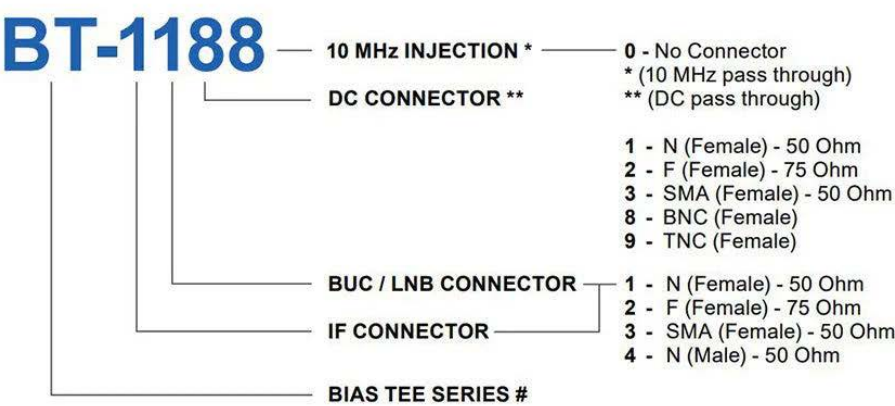 BT-1188
10 MHz INJECTION *
0 - No Connector
* (10 MHz pass through)
DC CONNECTOR **
** (DC pass through)
1 - N (Female) - 50 Ohm
2 - F (Female) - 75 Ohm
3 - SMA (Female) - 50 Ohm
8 - BNC (Female)
9 - TNC (Female)
BUC / LNB CONNECTOR
1 - N (Female) - 50 Ohm
2 - F (Female) - 75 Ohm
IF CONNECTOR
3 - SMA (Female) - 50 Ohm
4 - N (Male) - 50 Ohm
BIAS TEE SERIES #